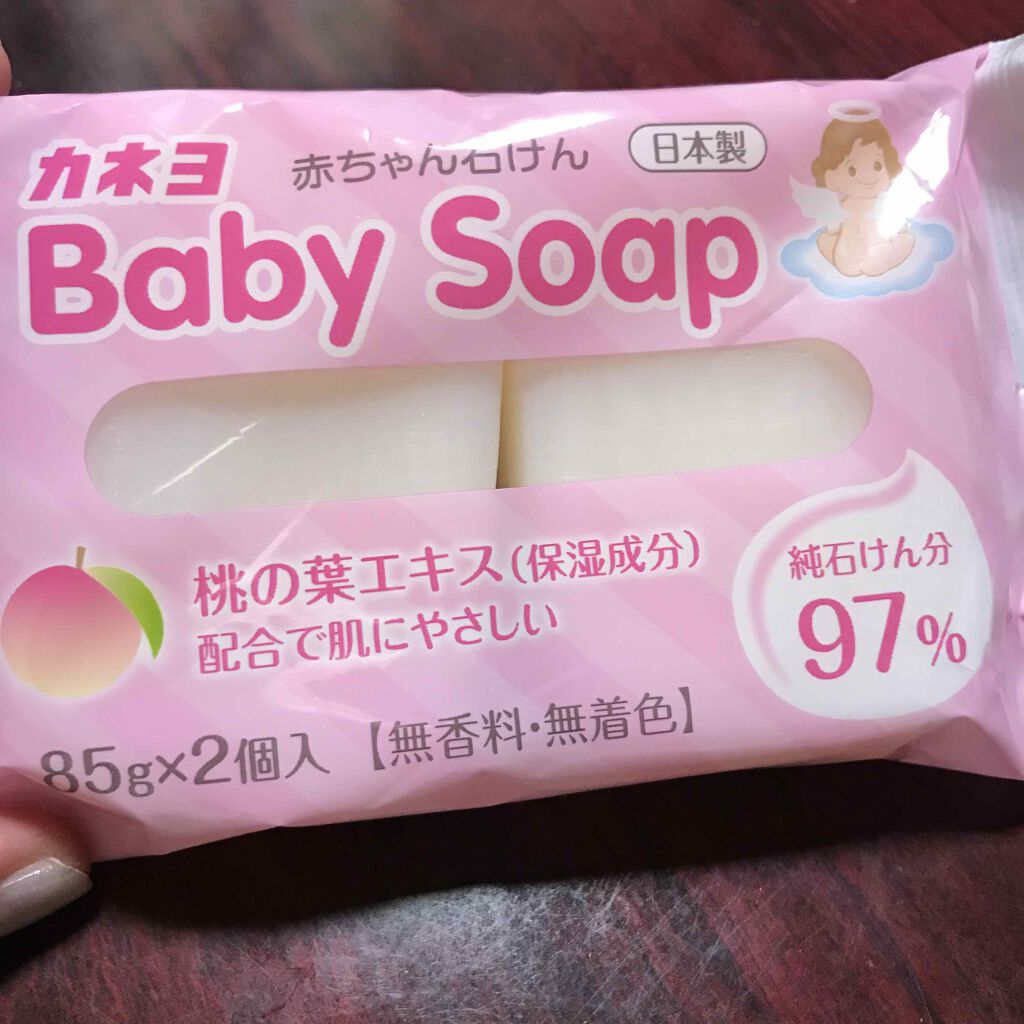 カネヨ 赤ちゃん石けん 日本製
Baby Soap
桃の葉エキス(保湿成分)
配合で肌にやさしい
純石けん分
97%
85g×2個入【無香料・無着色】